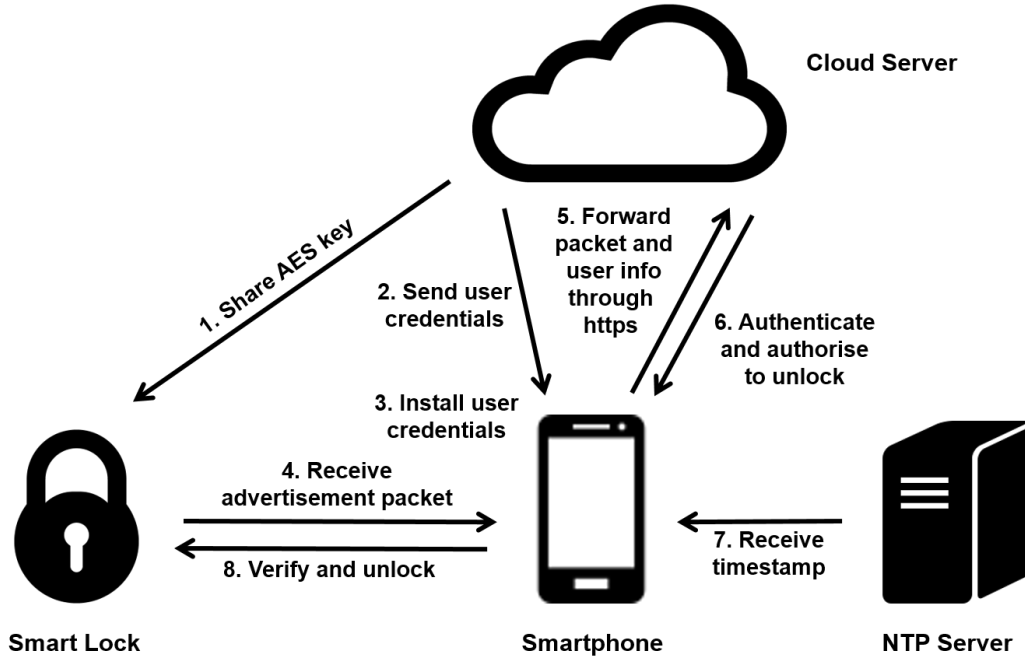 Cloud Server
1. Share AES key
2. Send user
credentials
3. Install user
credentials
4. Receive
advertisement packet
5. Forward
packet and
user info
through
https
6. Authenticate
and authorise
to unlock
7. Receive
timestamp
8. Verify and unlock
Smart Lock
Smartphone
NTP Server